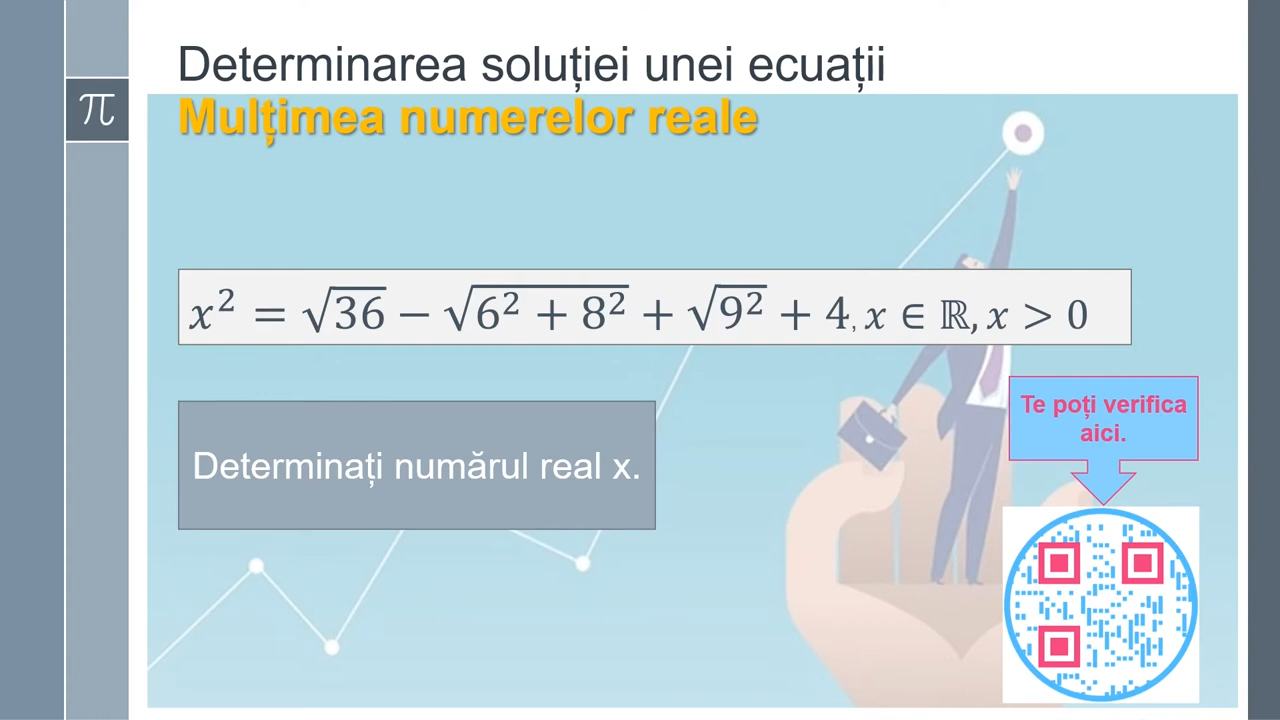 Determinarea soluției unei ecuații
π
Mulțimea numerelor reale
x² = √36 − √6² + 8² + √9² + 4, x ∈ ℝ, x > 0
Te poți verifica
aici.
Determinați numărul real x.